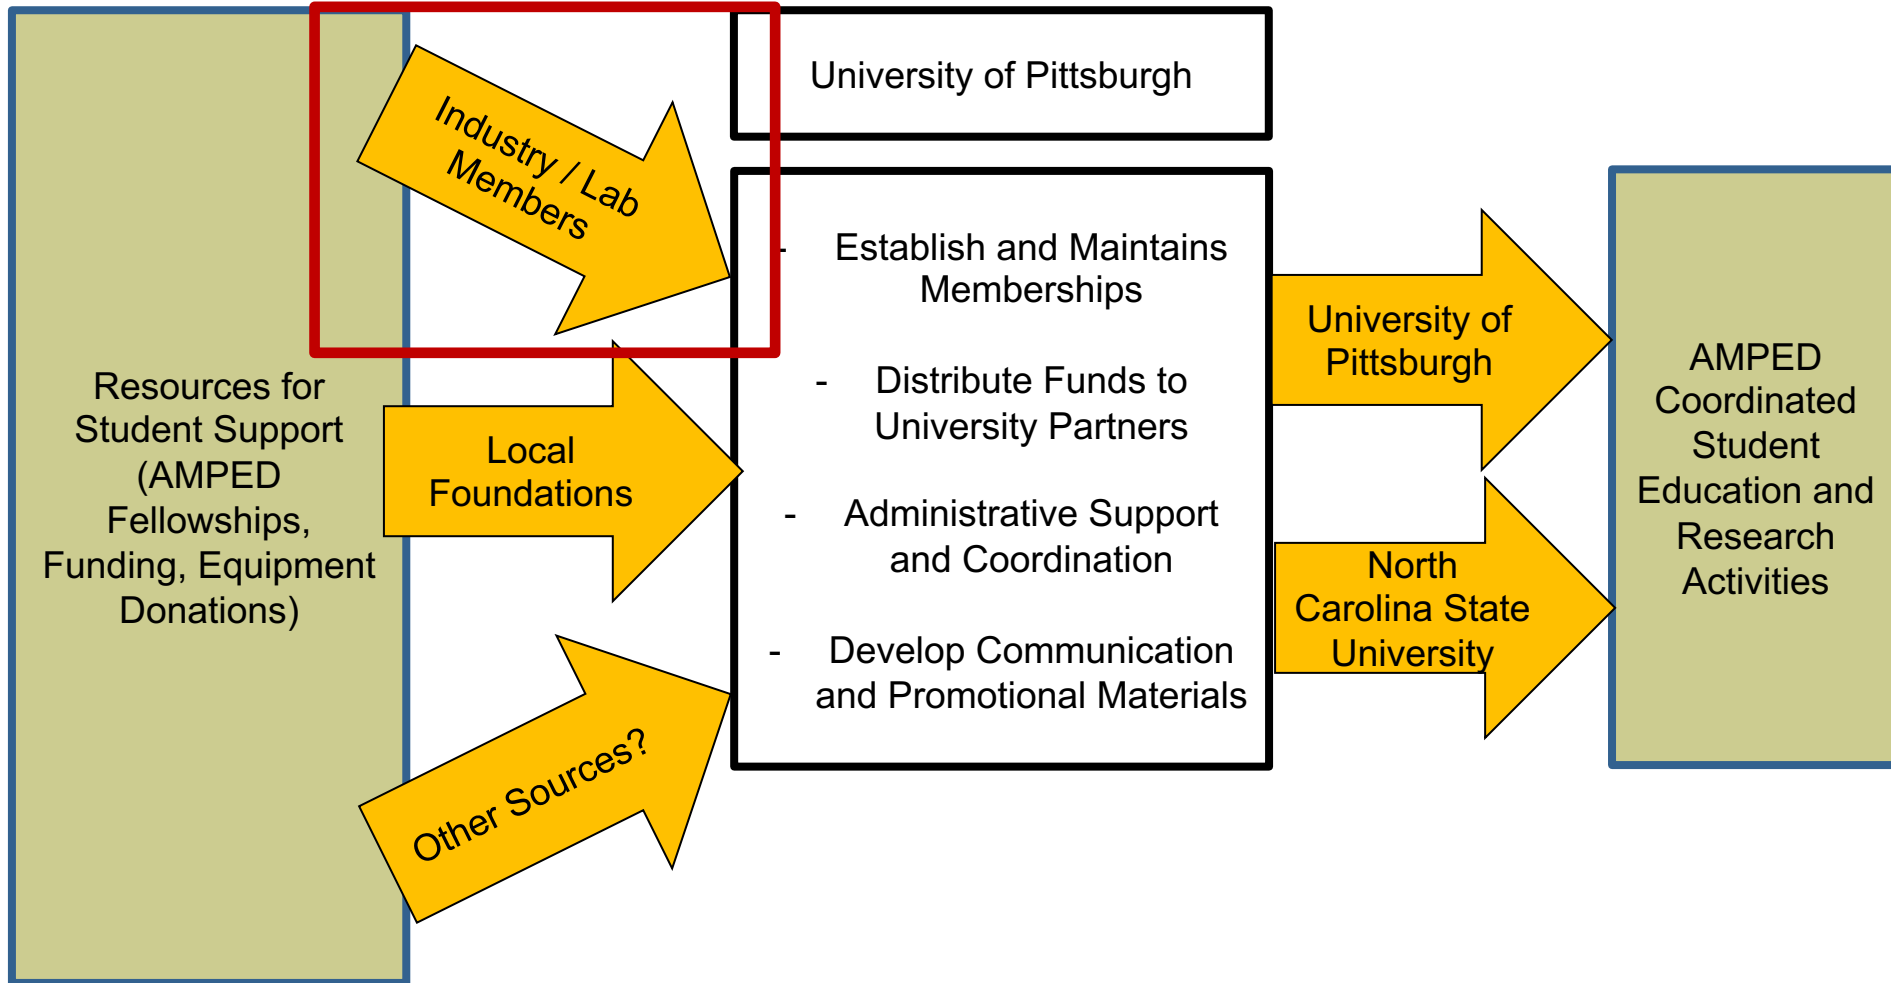 Resources for
Student Support
(AMPED
Fellowships,
Funding, Equipment
Donations)
Industry / Lab
Members
Local
Foundations
Other Sources?
University of Pittsburgh
- Establish and Maintains
Memberships
- Distribute Funds to
University Partners
- Administrative Support
and Coordination
- Develop Communication
and Promotional Materials
University of
Pittsburgh
North
Carolina State
University
AMPED
Coordinated
Student
Education and
Research
Activities